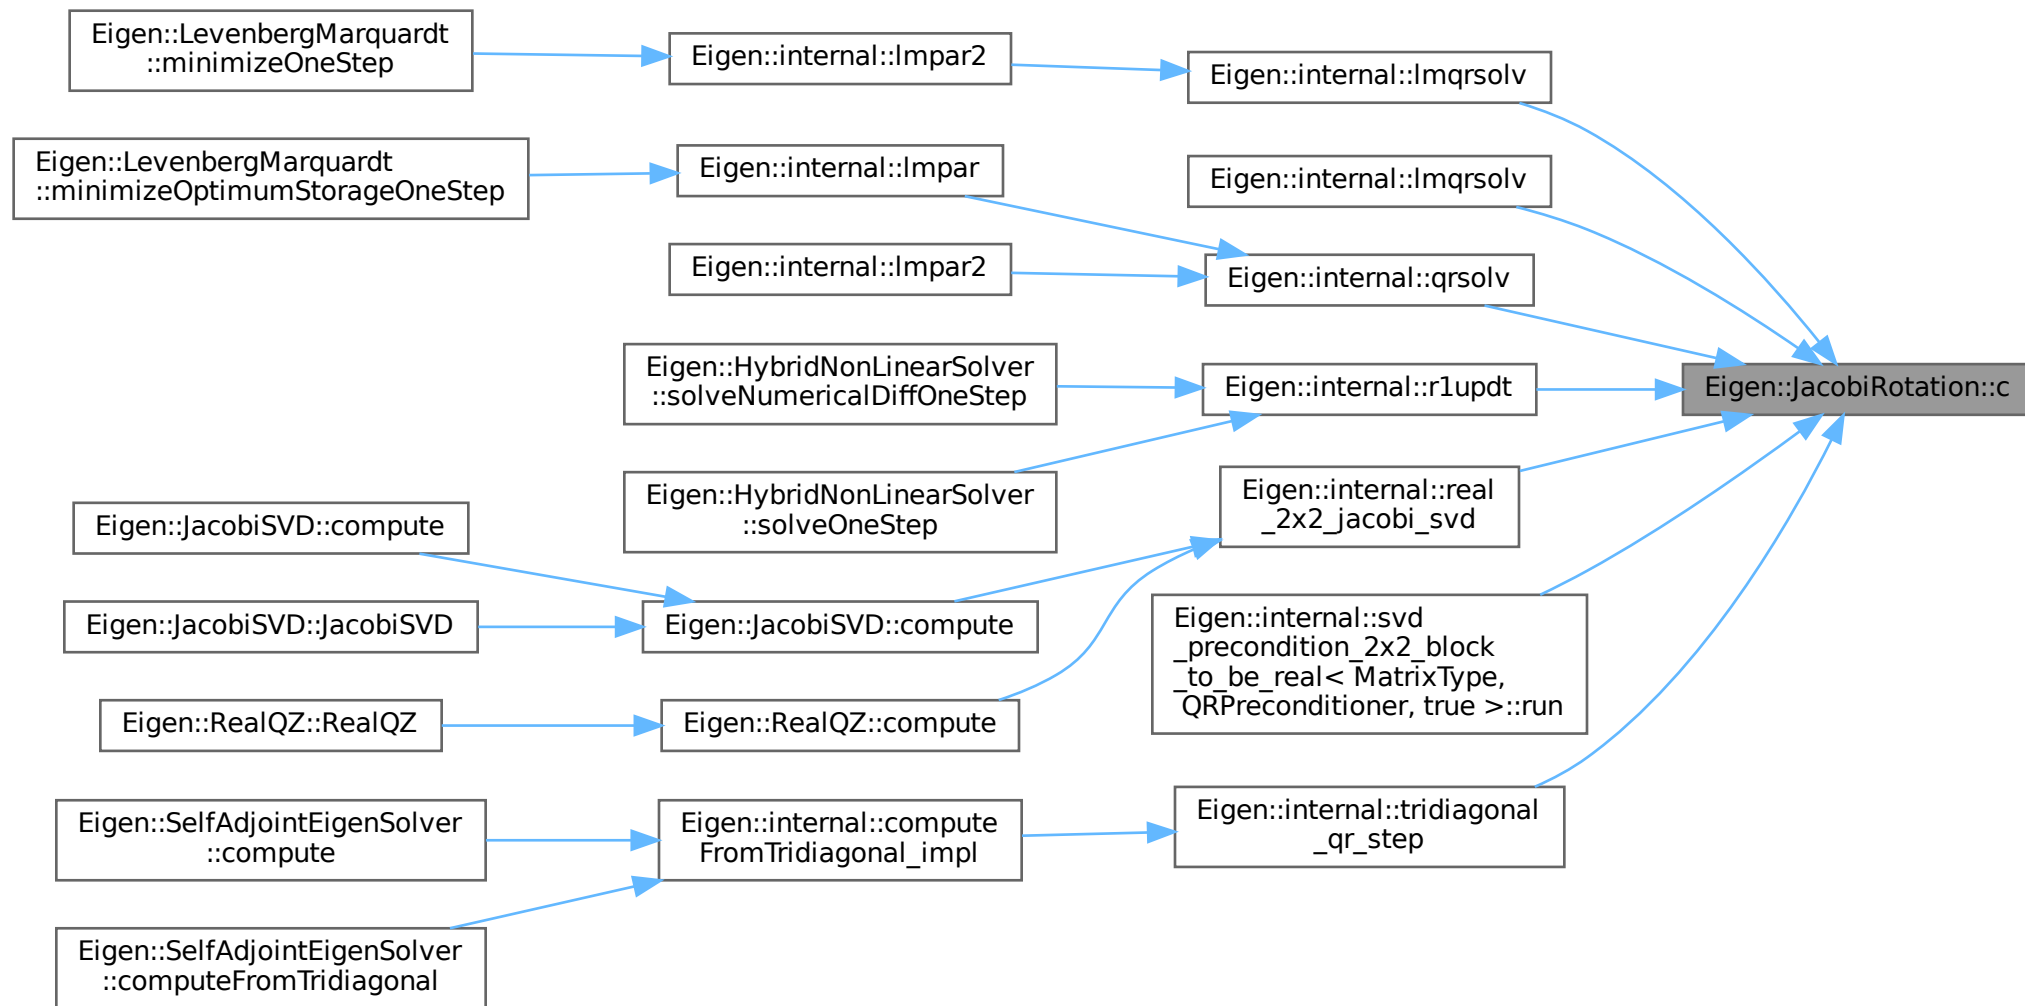 Eigen::LevenbergMarquardt
::minimizeOneStep
Eigen::internal::lmpar2
Eigen::internal::lmqrsolv
Eigen::LevenbergMarquardt
::minimizeOptimumStorageOneStep
Eigen::internal::lmpar
Eigen::internal::lmqrsolv
Eigen::internal::lmpar2
Eigen::internal::qrsolv
Eigen::HybridNonLinearSolver
::solveNumericalDiffOneStep
Eigen::internal::r1updt
Eigen::JacobiRotation::c
Eigen::HybridNonLinearSolver
::solveOneStep
Eigen::internal::real
_2x2_jacobi_svd
Eigen::JacobiSVD::compute
Eigen::JacobiSVD::JacobiSVD
Eigen::JacobiSVD::compute
Eigen::internal::svd
_precondition_2x2_block
_to_be_real< MatrixType,
QRPreconditioner, true >::run
Eigen::RealQZ::RealQZ
Eigen::RealQZ::compute
Eigen::SelfAdjointEigenSolver
::compute
Eigen::internal::compute
FromTridiagonal_impl
Eigen::internal::tridiagonal
_qr_step
Eigen::SelfAdjointEigenSolver
::computeFromTridiagonal